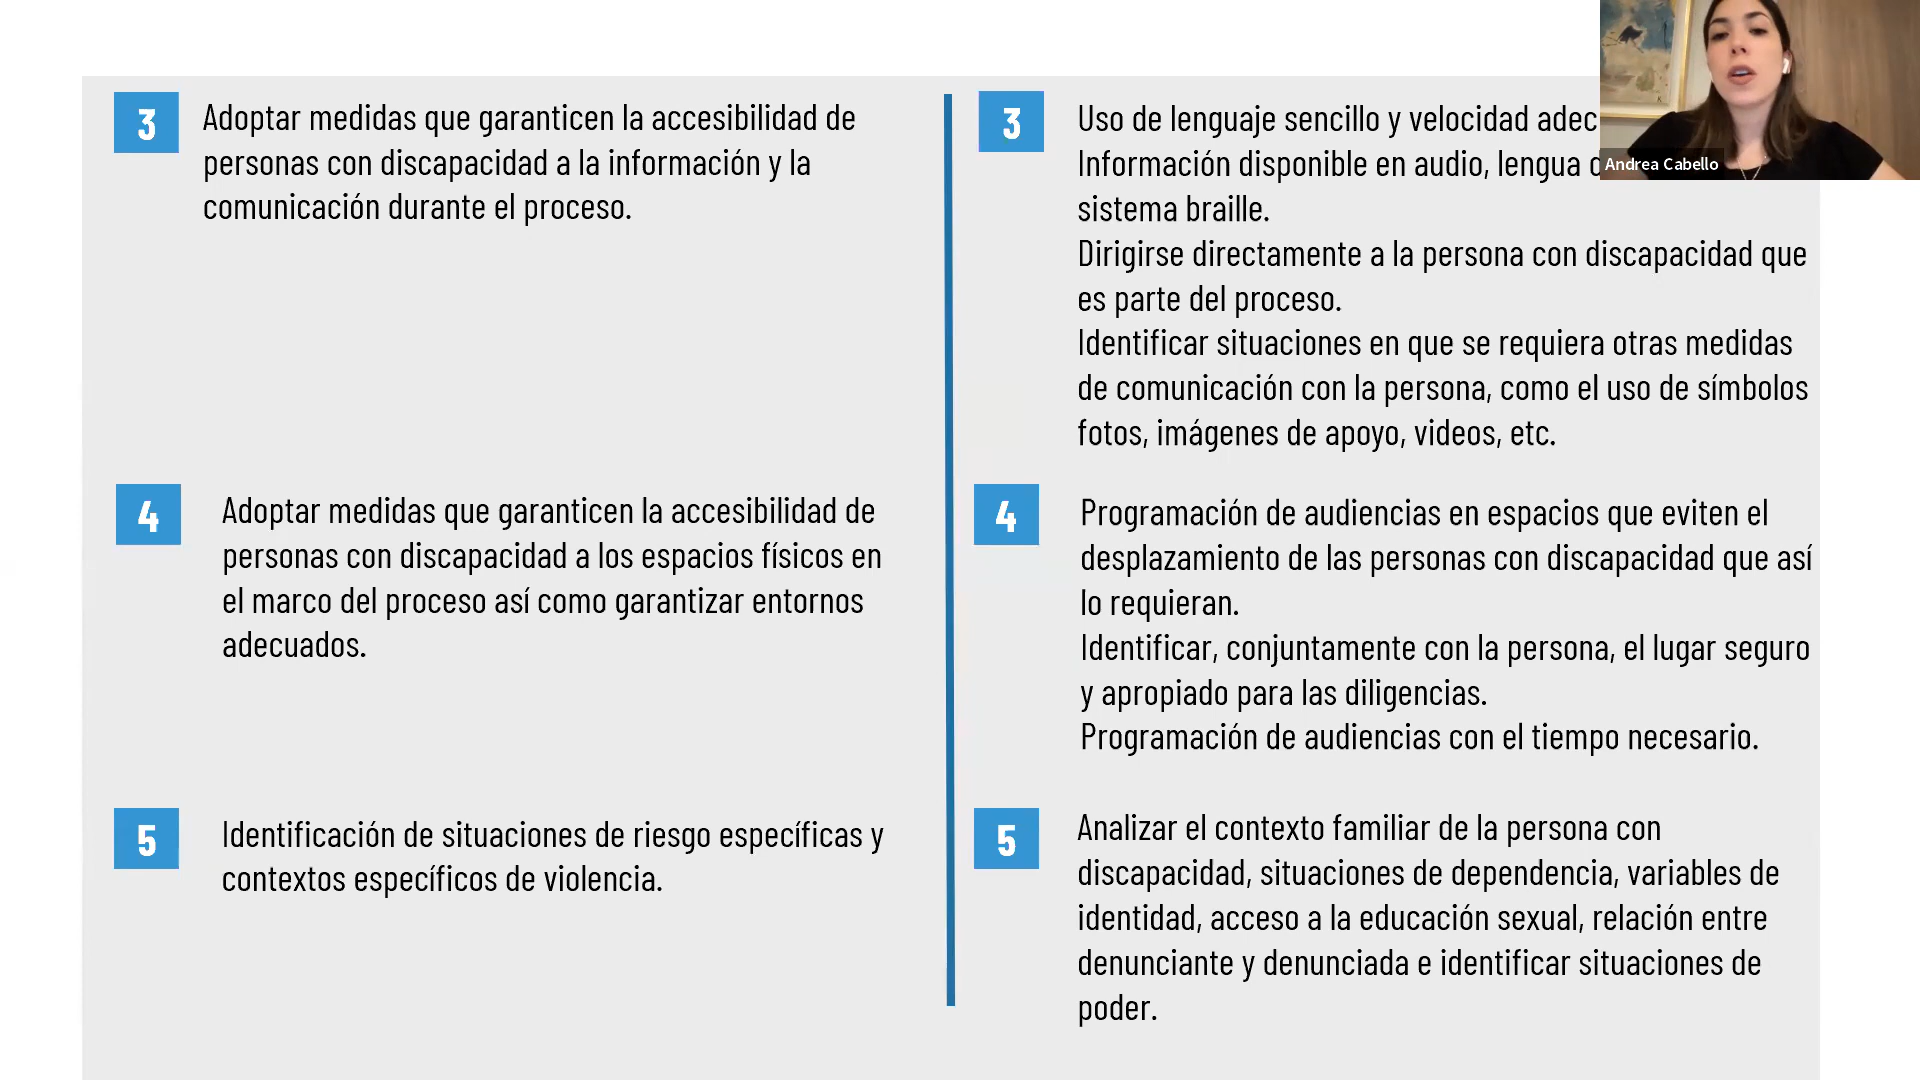 3
Adoptar medidas que garanticen la accesibilidad de
personas con discapacidad a la información y la
comunicación durante el proceso.
4
Adoptar medidas que garanticen la accesibilidad de
personas con discapacidad a los espacios físicos en
el marco del proceso así como garantizar entornos
adecuados.
5
Identificación de situaciones de riesgo específicas y
contextos específicos de violencia.
3
Uso de lenguaje sencillo y velocidad
Información disponible en audio, lengua
sistema braille.
Dirigirse directamente a la persona con discapacidad que
es parte del proceso.
Identificar situaciones en que se requiera otras medidas
de comunicación con la persona, como el uso de símbolos
fotos, imágenes de apoyo, videos, etc.
4
Programación de audiencias en espacios que eviten el
desplazamiento de las personas con discapacidad que así
lo requieran.
Identificar, conjuntamente con la persona, el lugar seguro
y apropiado para las diligencias.
Programación de audiencias con el tiempo necesario.
5
Analizar el contexto familiar de la persona con
discapacidad, situaciones de dependencia, variables de
identidad, acceso a la educación sexual, relación entre
denunciante y denunciada e identificar situaciones de
poder.
Andrea Cabello